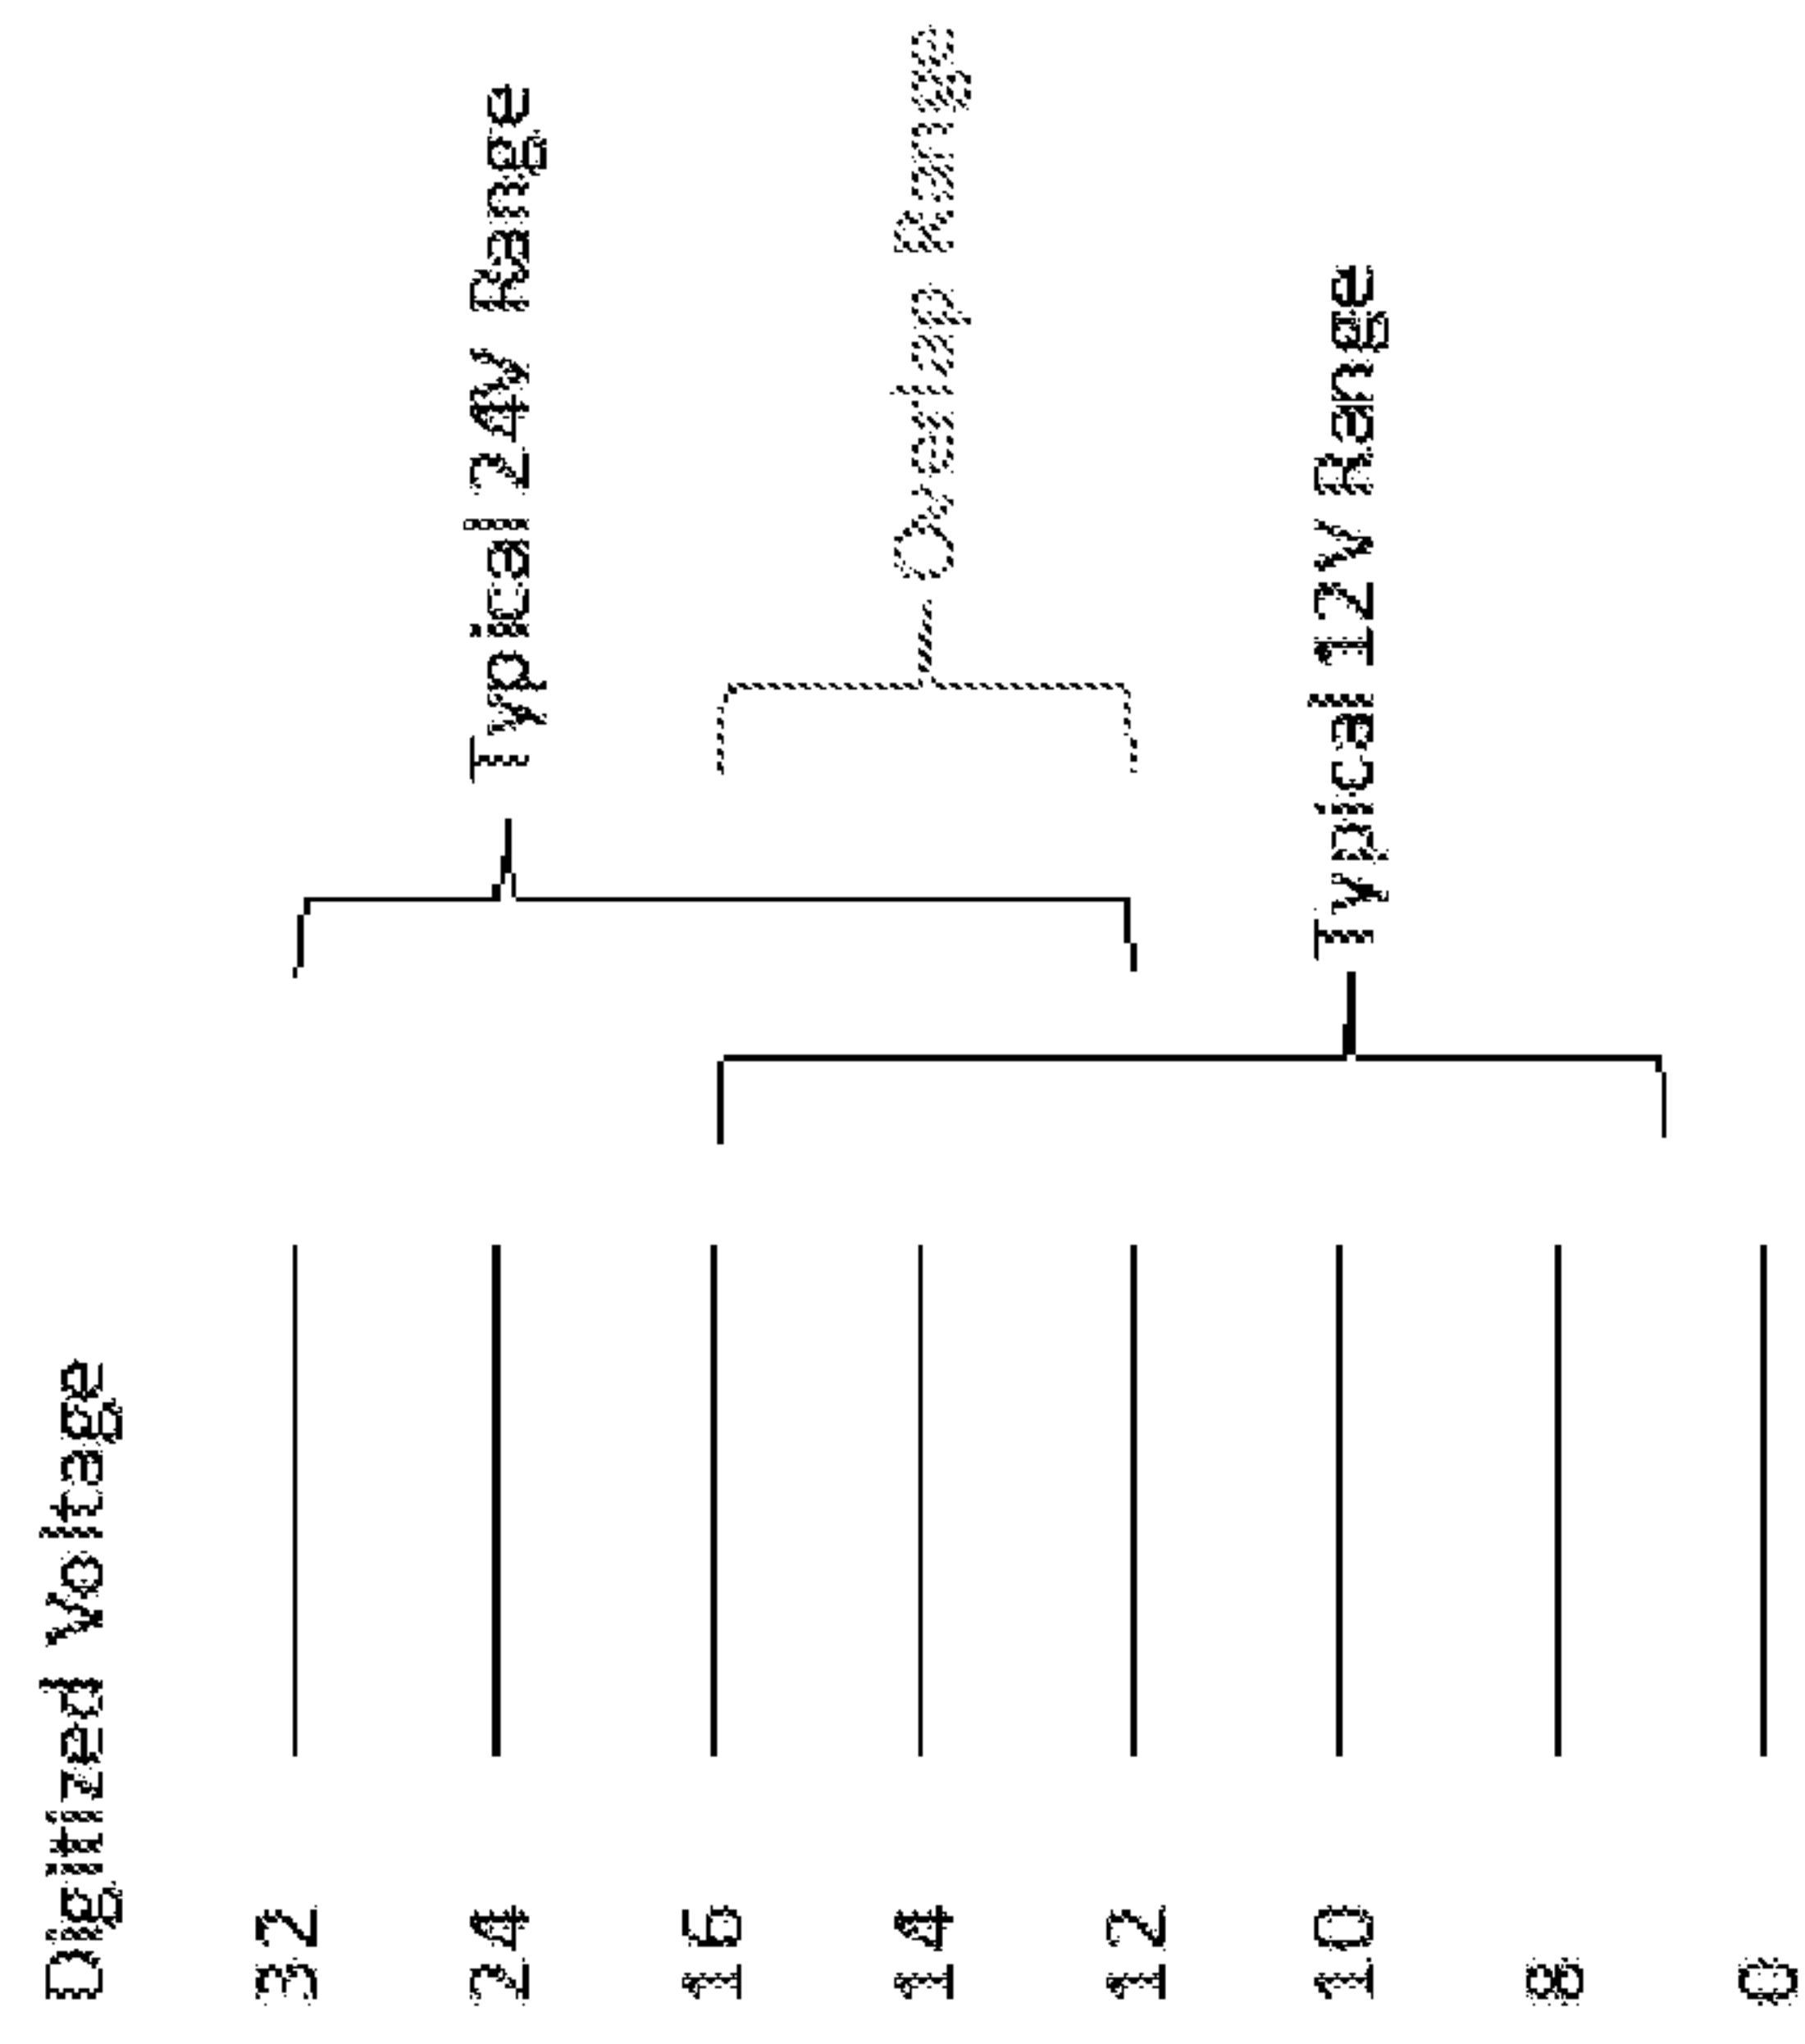 Digitized Voltage
32
24
16
14
12
10
8
0
Typical 24V Range
Overlap Range
Typical 12V Range